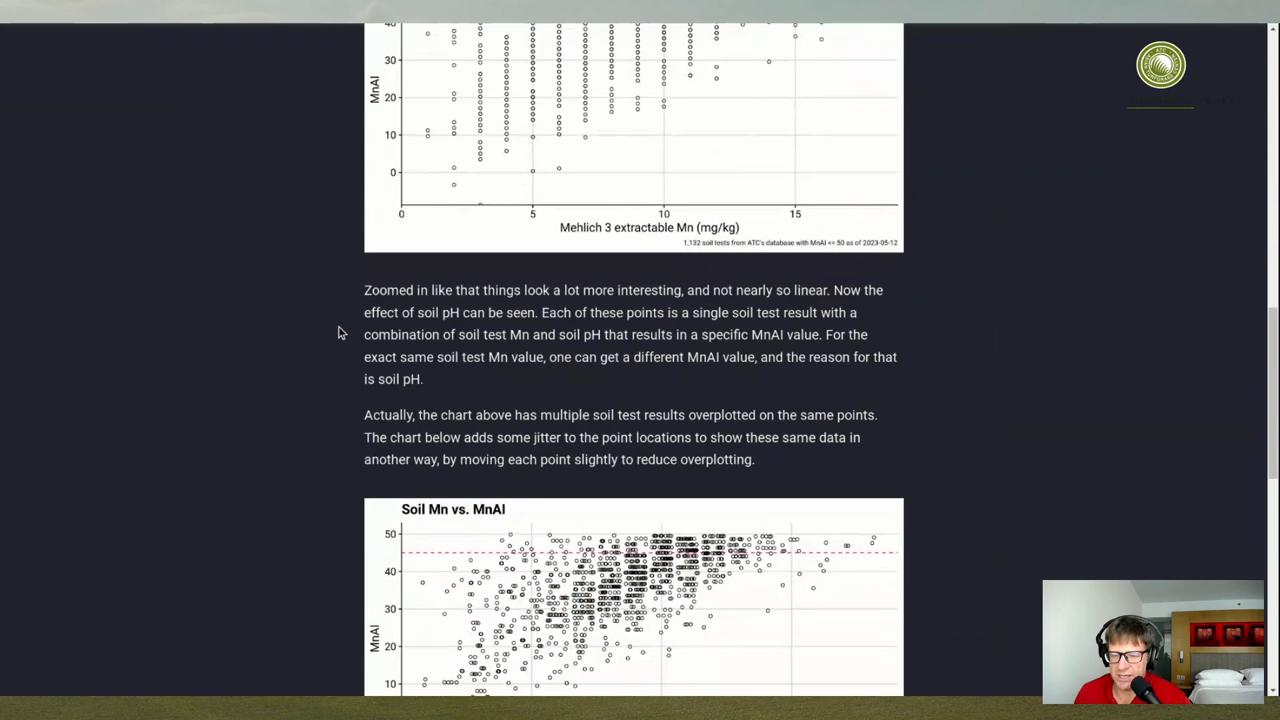 40
30
MnAI
20
10
0
0 5 10 15
Mehlich 3 extractable Mn (mg/kg)
1,132 soil tests from ATC's database with MnAI <= 50 as of 2023-05-12
Zoomed in like that things look a lot more interesting, and not nearly so linear. Now the
effect of soil pH can be seen. Each of these points is a single soil test result with a
combination of soil test Mn and soil pH that results in a specific MnAI value. For the
exact same soil test Mn value, one can get a different MnAI value, and the reason for that
is soil pH.
Actually, the chart above has multiple soil test results overplotted on the same points.
The chart below adds some jitter to the point locations to show these same data in
another way, by moving each point slightly to reduce overplotting.
Soil Mn vs. MnAI
50
40
30
MnAI
20
10